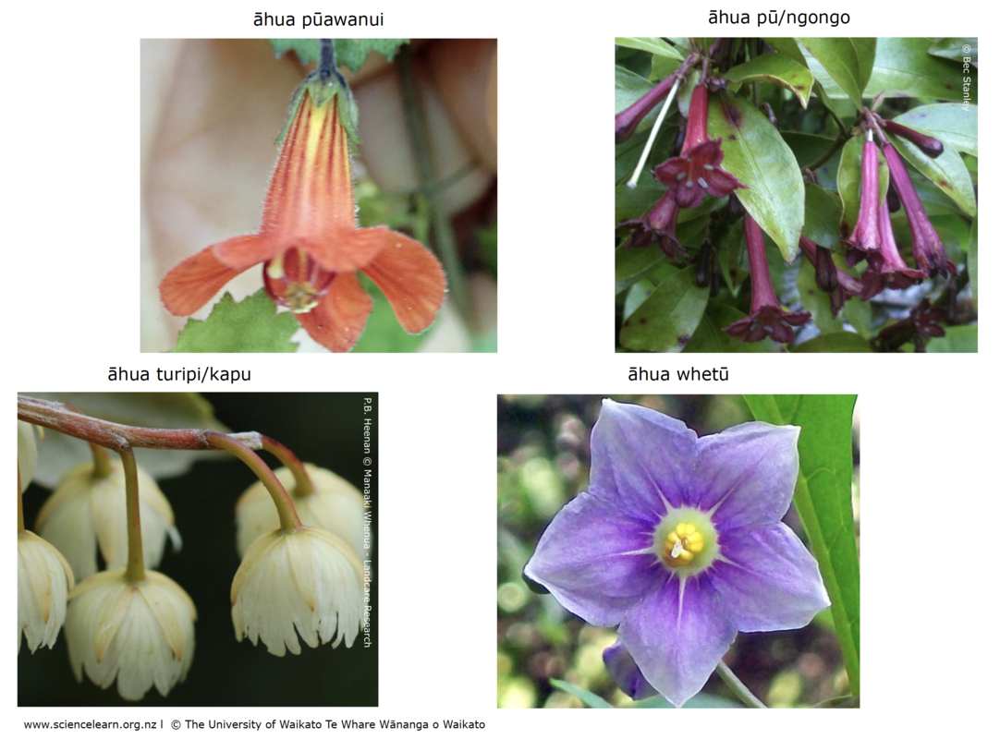 āhua pūawanui
āhua pū/ngongo
© Bec Stanley
āhua turipi/kapu
āhua whetū
P.B. Heenan © Manaaki Whenua - Landcare Research
www.sciencelearn.org.nz l © The University of Waikato Te Whare Wānanga o Waikato